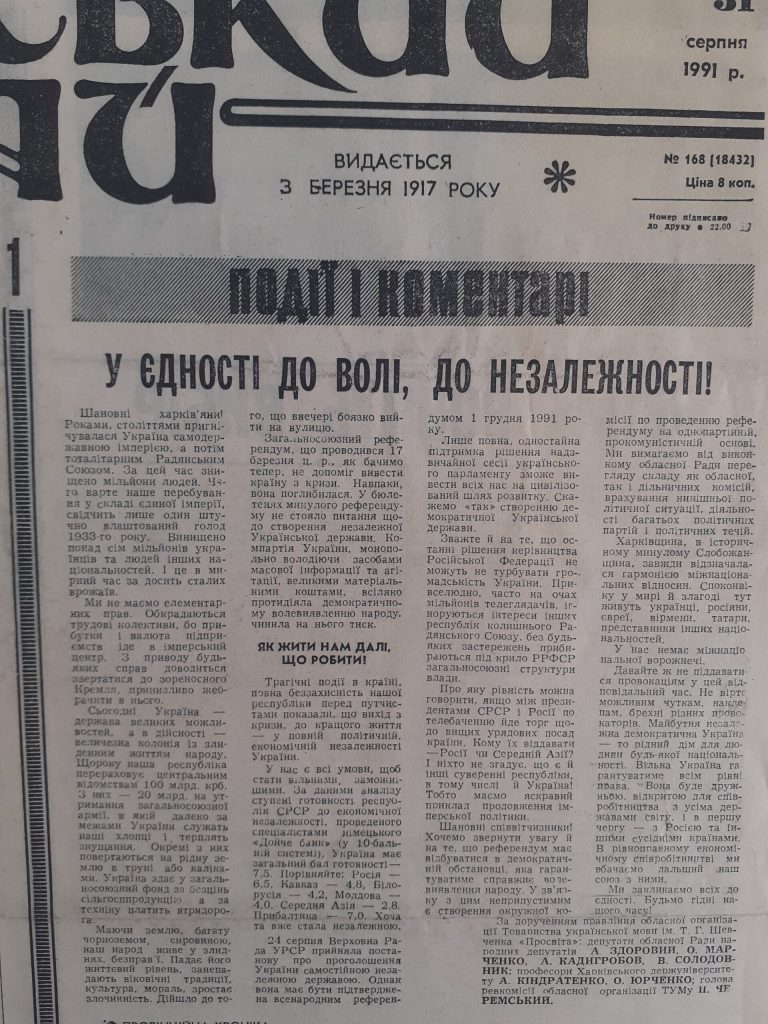 ський
ай
31
серпня
1991 р.
ВИДАЄТЬСЯ
З БЕРЕЗНЯ 1917 РОКУ
№ 168 (18432)
Ціна 8 коп.
Номер підписано
до друку о 22.00
1
ПОДІЇ І КОМЕНТАРІ
У ЄДНОСТІ ДО ВОЛІ, ДО НЕЗАЛЕЖНОСТІ!
Шановні харків'яни!
Роками, століттями пригні-
чувалася Україна самодер-
жавною імперією, а потім
тоталітарним Радянським
Союзом. За цей час зни-
щено мільйони людей. Чо-
го варте наше перебуван-
ня у складі єдиної імперії,
свідчить лише один штуч-
но влаштований голод
1933-го року. Винищено
понад сім мільйонів укра-
їнців та людей інших на-
ціональностей. І це в ми-
рний час за досить сталих
врожаїв.
Ми не маємо елементар-
них прав. Обкрадаються
трудові колективи, бо при-
бутки і валюта підпри-
ємств іде в імперський
центр. З приводу будь-
яких справ доводиться
звертатися до зореносного
Кремля, принизливо жеб-
рачити в нього.
Сьогодні Україна —
держава великих можли-
востей, а в дійсності —
величезна колонія із зли-
денним життям народу.
Щороку наша республіка
перераховує центральним
відомствам 100 млрд. крб.
З них — 20 млрд. на ут-
римання загальносоюзної
армії, в якій далеко за
межами України служать
наші хлопці і терплять
знущання. Окремі з них
повертаються на рідну зе-
млю в труні або каліка-
ми. Україна здає у загаль-
носоюзний фонд за безцінь
сільгосппродукцію а за
техніку платить втридоро-
га.
Маючи землю, багату
чорноземом, сировиною,
наш народ живе у злид-
нях, безправ'ї. Падає його
життєвий рівень, занепа-
дають віковічні традиції,
культура, мораль, зростає
злочинність. Дійшло до то-
го, що ввечері боязко вий-
ти на вулицю.
Загальносоюзний рефе-
рендум, що проводився 17
березня ц. р., як бачимо
тепер, не допоміг вивести
країну з кризи. Навпаки,
вона поглибилася. У бюле-
тенях минулого референду-
му не стояло питання що-
до створення незалежної
Української держави. Ко-
мпартія України, монополь-
но володіючи засобами
масової інформації та агі-
тації, великими матеріаль-
ними коштами, всіляко
протидіяла демократично-
му волевиявленню народу,
чинила на нього тиск.
ЯК ЖИТИ НАМ ДАЛІ,
ЩО РОБИТИ?
Трагічні події в країні,
повна беззахисність нашої
республіки перед путчис-
тами показали, що вихід з
кризи, до кращого життя
— у повній політичній,
економічній незалежності
України.
У нас є всі умови, щоб
стати вільними, заможні-
шими. За даними аналізу
ступені готовності респуб-
лік СРСР до економічної
незалежності, проведеного
спеціалістами німецького
«Дойче банк» (у 10-баль-
ній системі), Україна має
загальний бал готовності —
7,5. Порівняйте: Росія —
6,5, Кавказ — 4,8, Біло-
русія — 4,2, Молдова —
4,0, Середня Азія — 2,8,
Прибалтика — 7,0. Хоча
та вже стала незалежною.
24 серпня Верховна Ра-
да УРСР прийняла поста-
нову про проголошення
України самостійною неза-
лежною державою. Однак
вона має бути підтвердже-
на всенародним референ-
думом 1 грудня 1991 ро-
ку.
Лише повна, одностайна
підтримка рішення надз-
вичайної сесії українсько-
го парламенту зможе ви-
вести всіх нас на цивілізо-
ваний шлях розвитку. Ска-
жемо «так» створенню де-
мократичної Української
держави.
Зважте й на те, що ос-
танні рішення керівництва
Російської Федерації не
можуть не турбувати гро-
мадськість України. При-
вселюдно, часто на очах
мільйонів телеглядачів, іг-
норуються інтереси інших
республік колишнього Ра-
дянського Союзу, без будь-
яких застережень прибі-
раються під крило РРФСР
загальносоюзні структури
влади.
Про яку рівність можна
говорити, якщо між през-
дентами СРСР і Росії по
телебаченню йде торг що-
до вищих урядових посад
країни. Кому їх віддавати
— Росії чи Середній Азії?
І ніхто не згадує, що є й
інші суверенні республіки,
в тому числі й Україна!
Тобто маємо яскравий
приклад продовження ім-
перської політики.
Шановні співвітчизники!
Хочемо звернути увагу й
на те, що референдум має
відбуватися в демократич-
ній обстановці, яка гаран-
туватиме справжнє воле-
виявлення народу. У зв'яз-
ку з цим неприпустимим
є створення окружної ко-
місії по проведенню рефе-
рендуму на однопартійній,
прокомуністичній основі.
Ми вимагаємо від викон-
кому обласної Ради пере-
гляду складу як обласної,
так і дільничних комісій,
врахування нинішньої по-
літичної ситуації, діяльно-
сті багатьох політичних
партій і політичних течій.
Харківщина, в історич-
ному минулому Слобожан-
щина, завжди відзначала-
ся гармонією міжнаціо-
нальних відносин. Споконві-
ку у мирі й злагоді тут
живуть українці, росіяни,
євреї, вірмени, татари,
представники інших наці-
ональностей.
У нас немає міжнаціо-
нальної ворожнечі.
Давайте ж не піддавати-
ся провокаціям у цей від-
повідальний час. Не вірте
можливим чуткам, накле-
пам, брехні різних прово-
каторів. Майбутня незале-
жна демократична Україна
— то рідний дім для лю-
дини будь-якої національ-
ності. Вільна Україна га-
рантуватиме всім рівні
права. Вона буде друж-
ньою, відкритою для спів-
робітництва з усіма дер-
жавами світу, і в першу
чергу — з Росією та ін-
шими сусідніми країнами.
В рівноправному економі-
чному співробітництві ми
вбачаємо дальший наш
союз з ними.
Ми закликаємо всіх до
єдності. Будьмо гідні на-
шого часу!
За дорученням правління обласної організа-
ції Товариства української мови ім. Т. Г. Шев-
ченка «Просвіта»: депутати обласної Ради на-
родних депутатів А. ЗДОРОВИЙ, О. МАР-
ЧЕНКО, А. КАДИГРОБОВ, В. СОЛОДОВ-
НИК; професори Харківського держуніверсите-
ту А. КІНДРАТЕНКО, О. ЮРЧЕНКО; голова
ревкомісії обласної організації ТУМу П. ЧЕ-
РЕМСЬКИЙ.